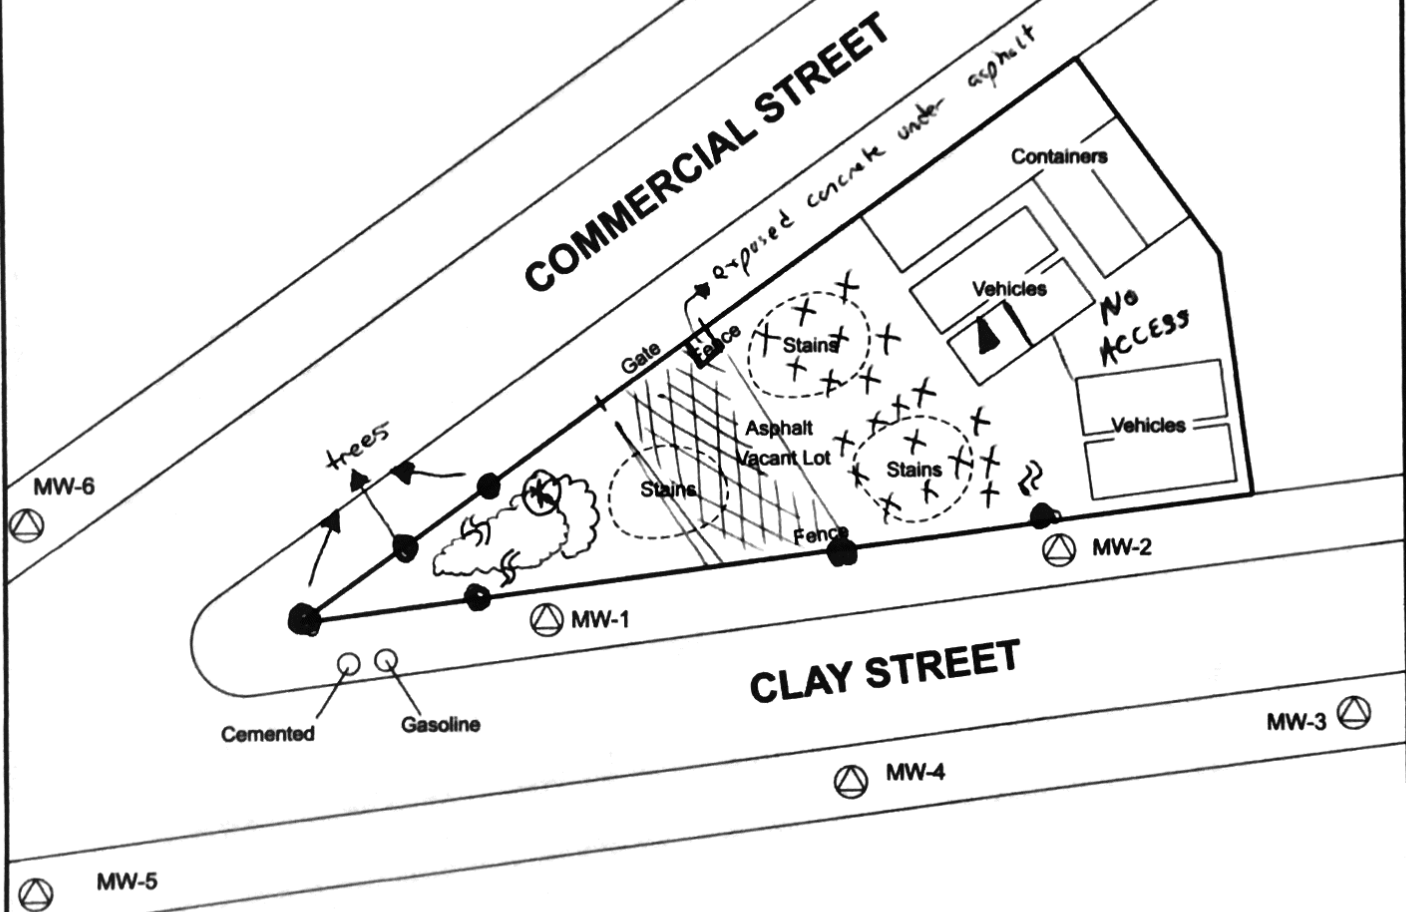 COMMERCIAL STREET
exposed concrete under asphalt
Containers
Vehicles
NO
ACCESS
Vehicles
Gate
Fence
Stains
Asphalt
Vacant Lot
Stains
Stains
Fence
trees
MW-6
MW-2
MW-1
CLAY STREET
Cemented
Gasoline
MW-3
MW-4
MW-5